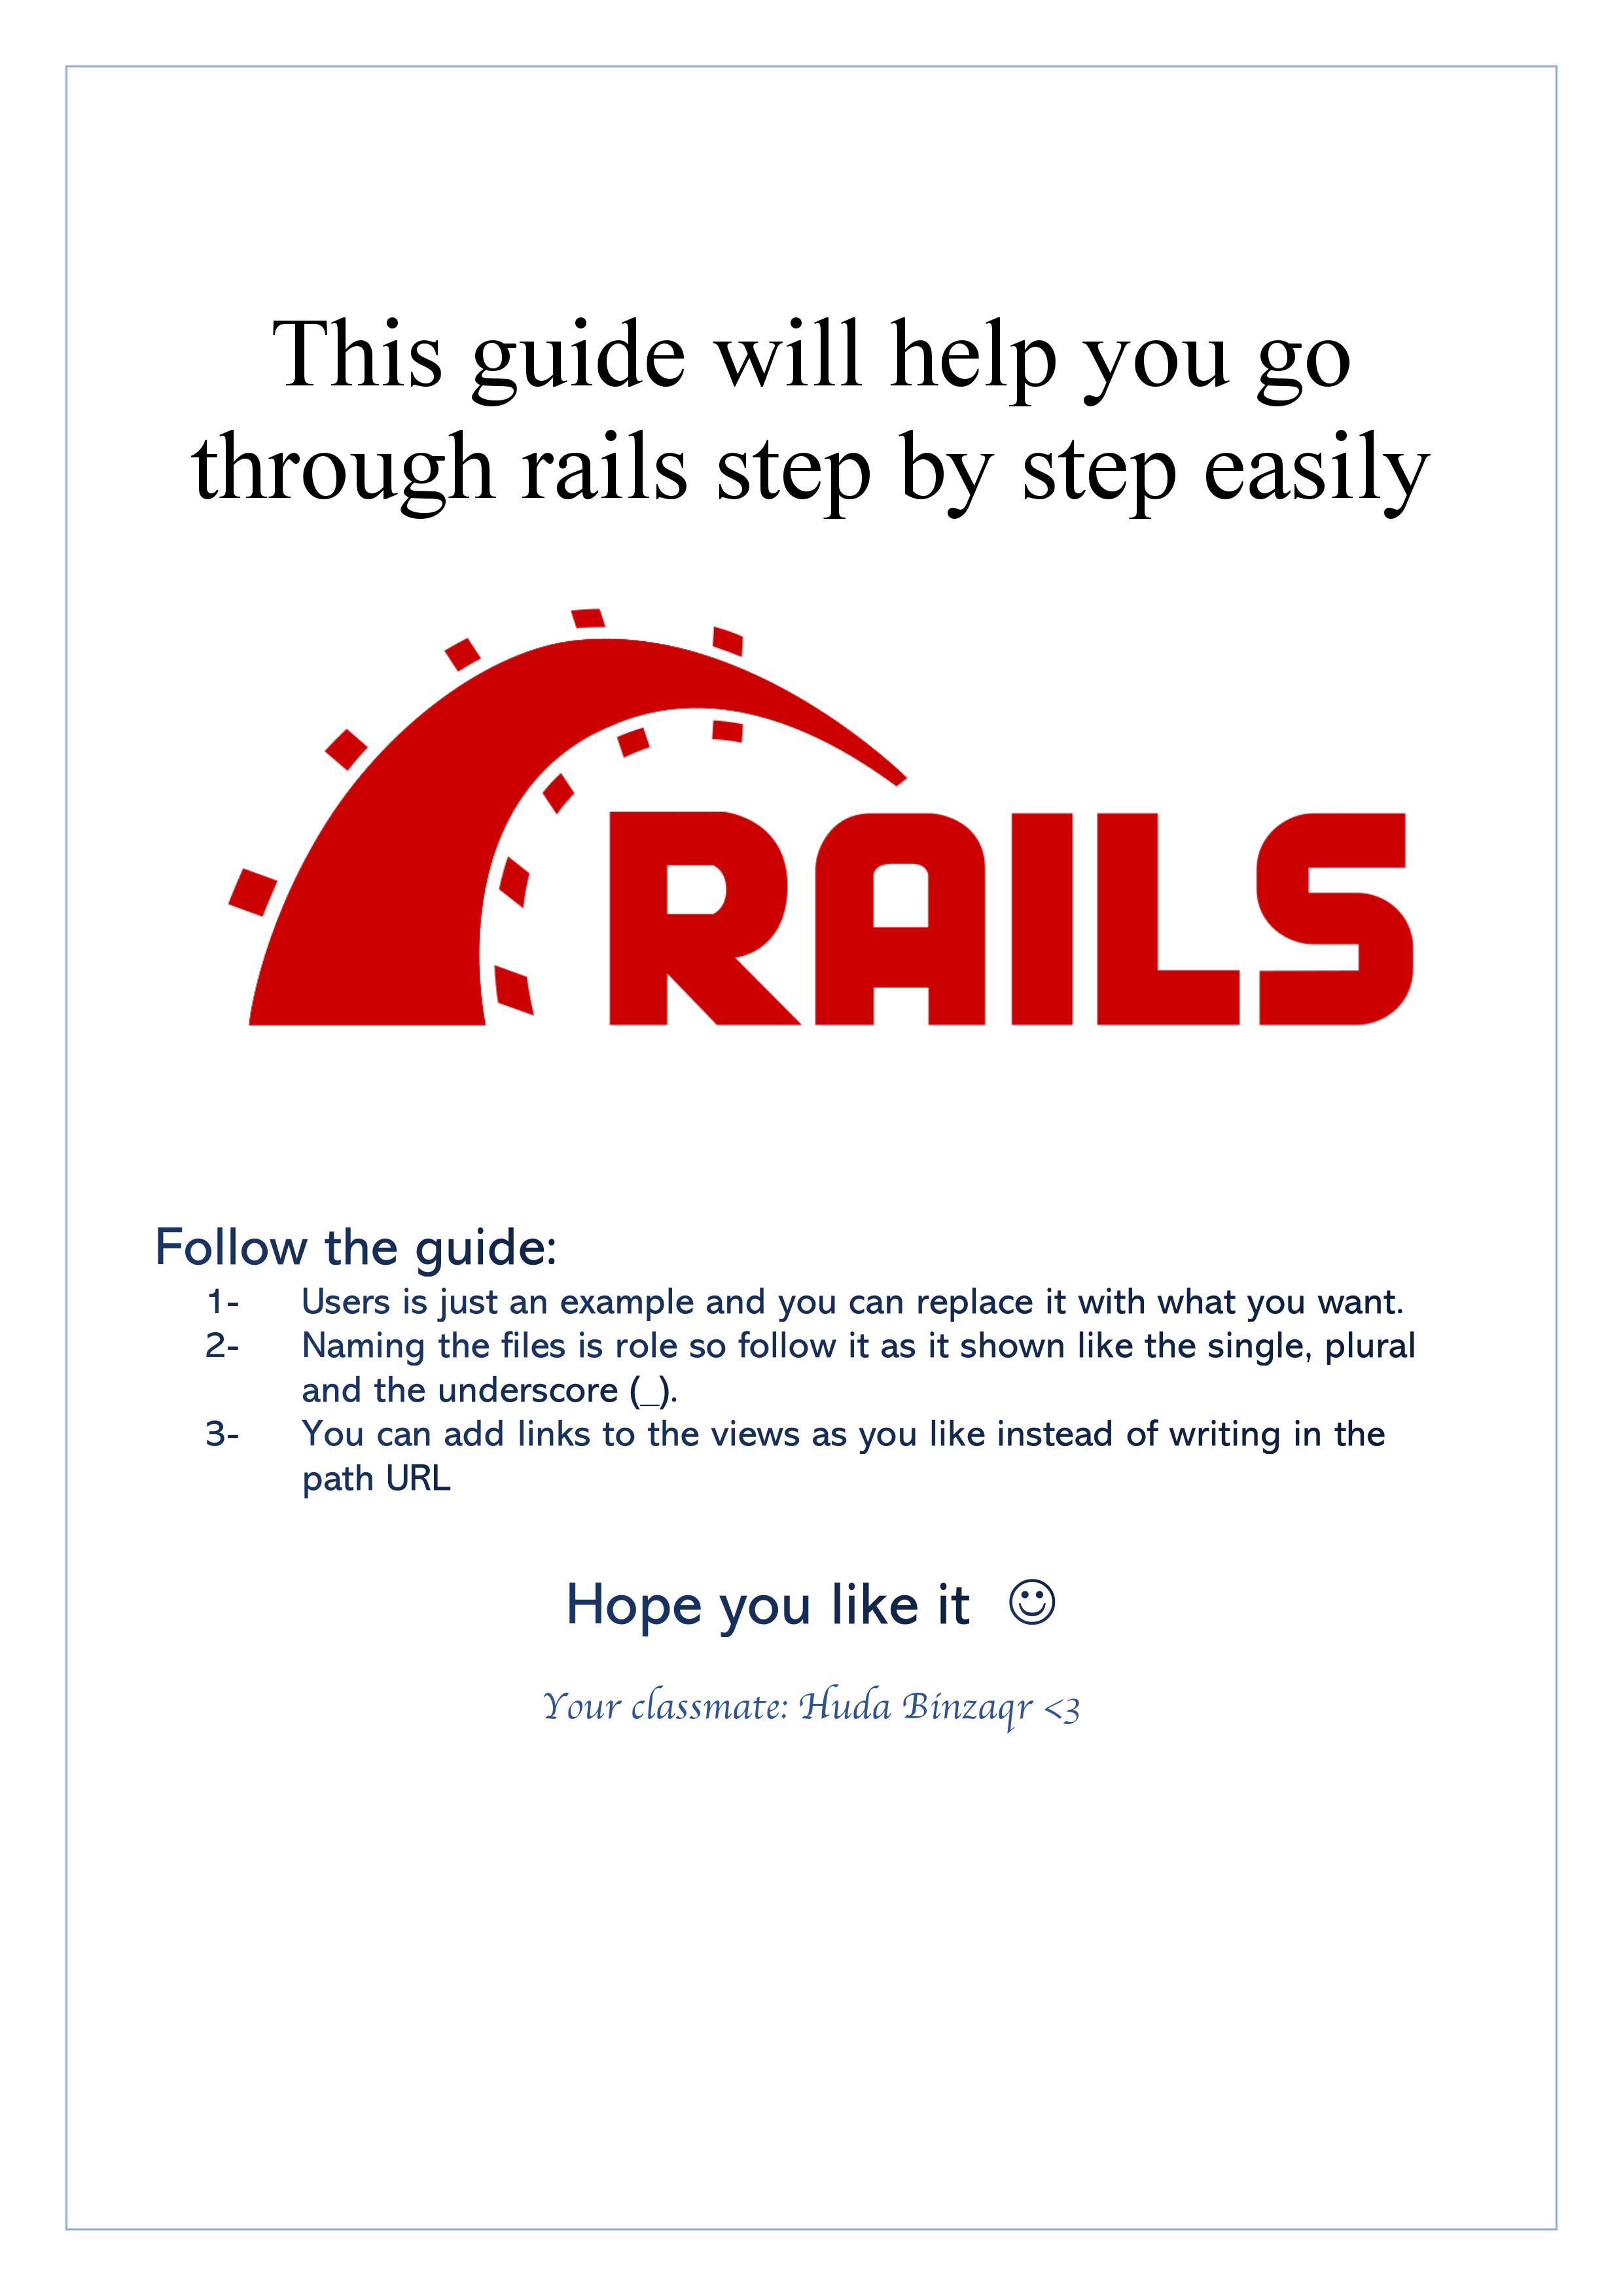 This guide will help you go
through rails step by step easily
RAILS
Follow the guide:
1- Users is just an example and you can replace it with what you want.
2- Naming the files is role so follow it as it shown like the single, plural
and the underscore (_).
3- You can add links to the views as you like instead of writing in the
path URL
Hope you like it ☺
Your classmate: Huda Binzaqr <3